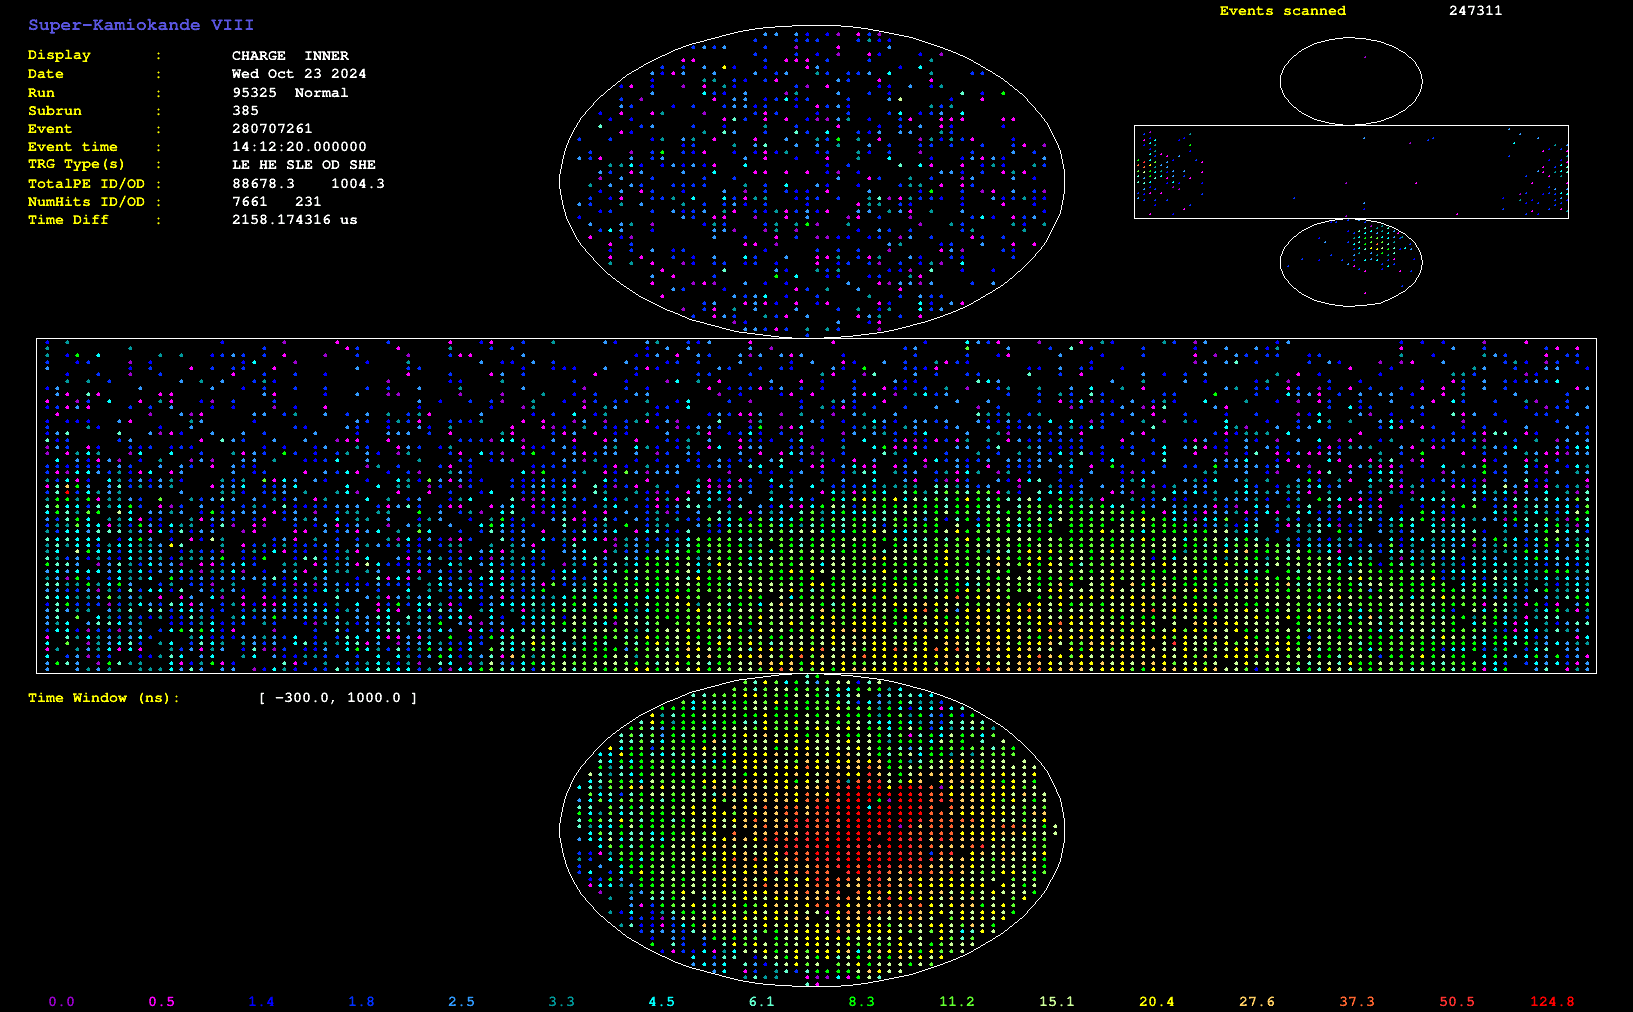 Super-Kamiokande VIII
Events scanned 247311
Display : CHARGE INNER
Date : Wed Oct 23 2024
Run : 95325 Normal
Subrun : 385
Event : 280707261
Event time : 14:12:20.000000
TRG Type(s) : LE HE SLE OD SHE
TotalPE ID/OD : 88678.3 1004.3
NumHits ID/OD : 7661 231
Time Diff : 2158.174316 us
Time Window (ns): [ -300.0, 1000.0 ]
0.0 0.5 1.4 1.8 2.5 3.3 4.5 6.1 8.3 11.2 15.1 20.4 27.6 37.3 50.5 124.8